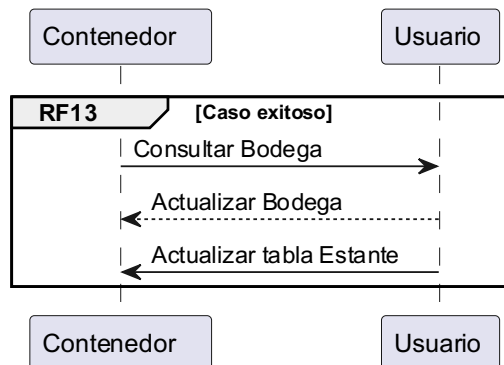 Contenedor Usuario
RF13 [Caso exitoso]
Consultar Bodega
Actualizar Bodega
Actualizar tabla Estante
Contenedor Usuario